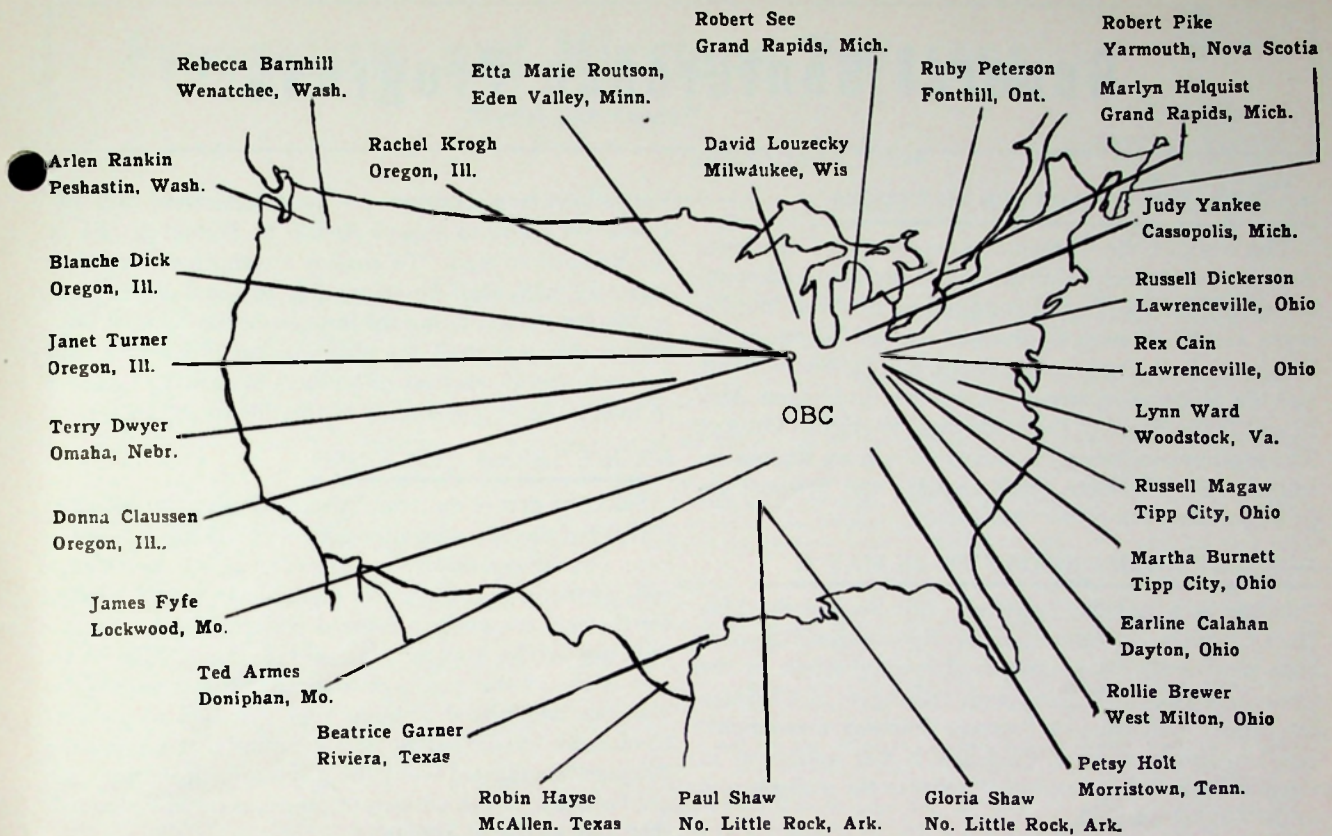 Robert See
Grand Rapids, Mich.
Robert Pike
Yarmouth, Nova Scotia
Rebecca Barnhill
Wenatchee, Wash.
Etta Marie Routson,
Eden Valley, Minn.
Ruby Peterson
Fonthill, Ont.
Marlyn Holquist
Grand Rapids, Mich.
Arlen Rankin
Peshastin, Wash.
Rachel Krogh
Oregon, Ill.
David Louzecky
Milwaukee, Wis
Judy Yankee
Cassopolis, Mich.
Blanche Dick
Oregon, Ill.
Russell Dickerson
Lawrenceville, Ohio
Janet Turner
Oregon, Ill.
Rex Cain
Lawrenceville, Ohio
OBC
Terry Dwyer
Omaha, Nebr.
Lynn Ward
Woodstock, Va.
Donna Claussen
Oregon, Ill..
Russell Magaw
Tipp City, Ohio
Martha Burnett
Tipp City, Ohio
James Fyfe
Lockwood, Mo.
Earline Calahan
Dayton, Ohio
Ted Armes
Doniphan, Mo.
Rollie Brewer
West Milton, Ohio
Beatrice Garner
Riviera, Texas
Petsy Holt
Morristown, Tenn.
Robin Hayse
McAllen. Texas
Paul Shaw
No. Little Rock, Ark.
Gloria Shaw
No. Little Rock, Ark.